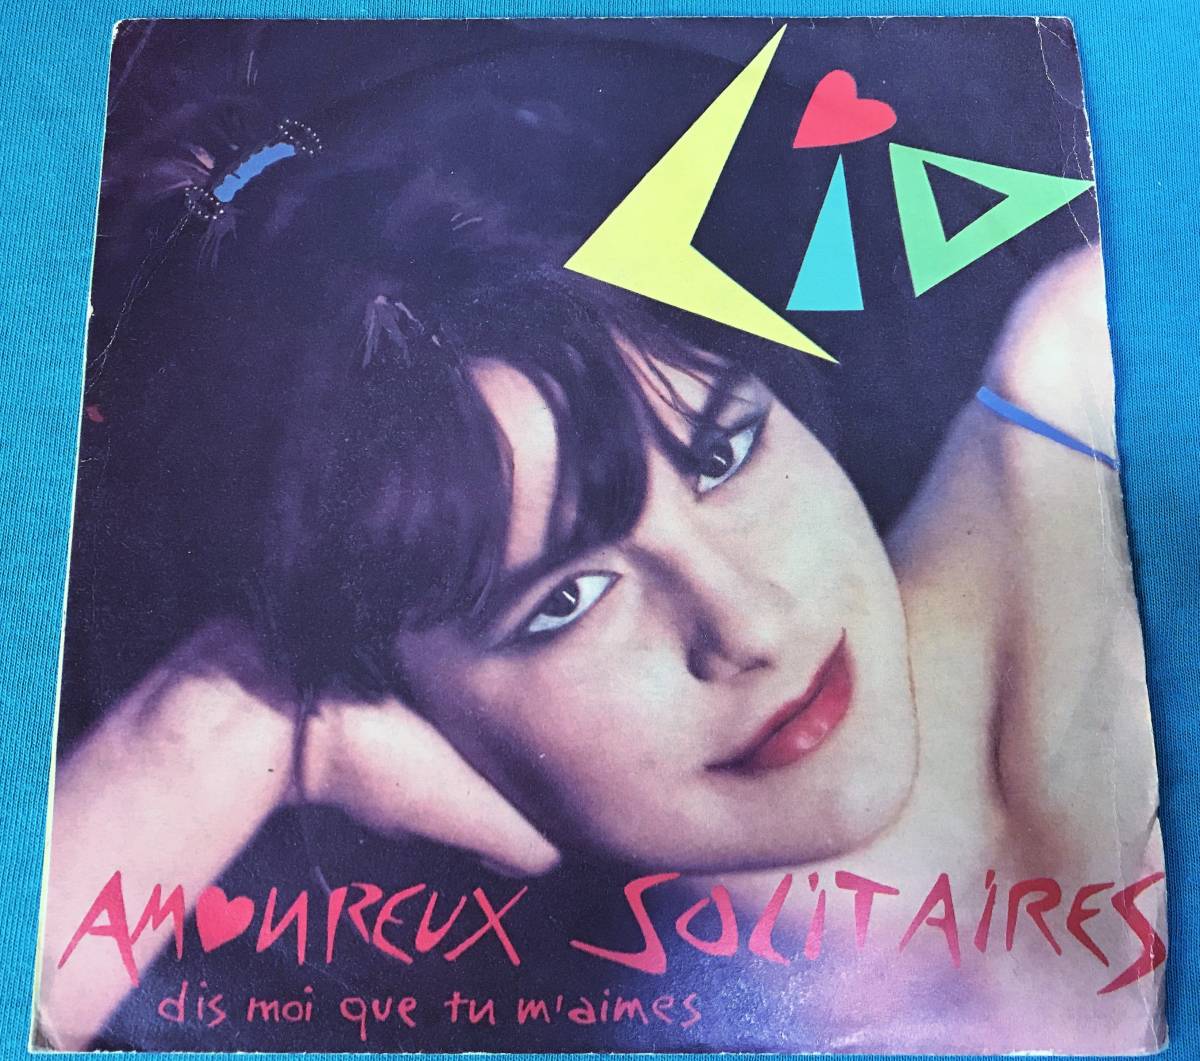 Lio
AMOUREUX SOLITAIRES
dis moi que tu m'aimes